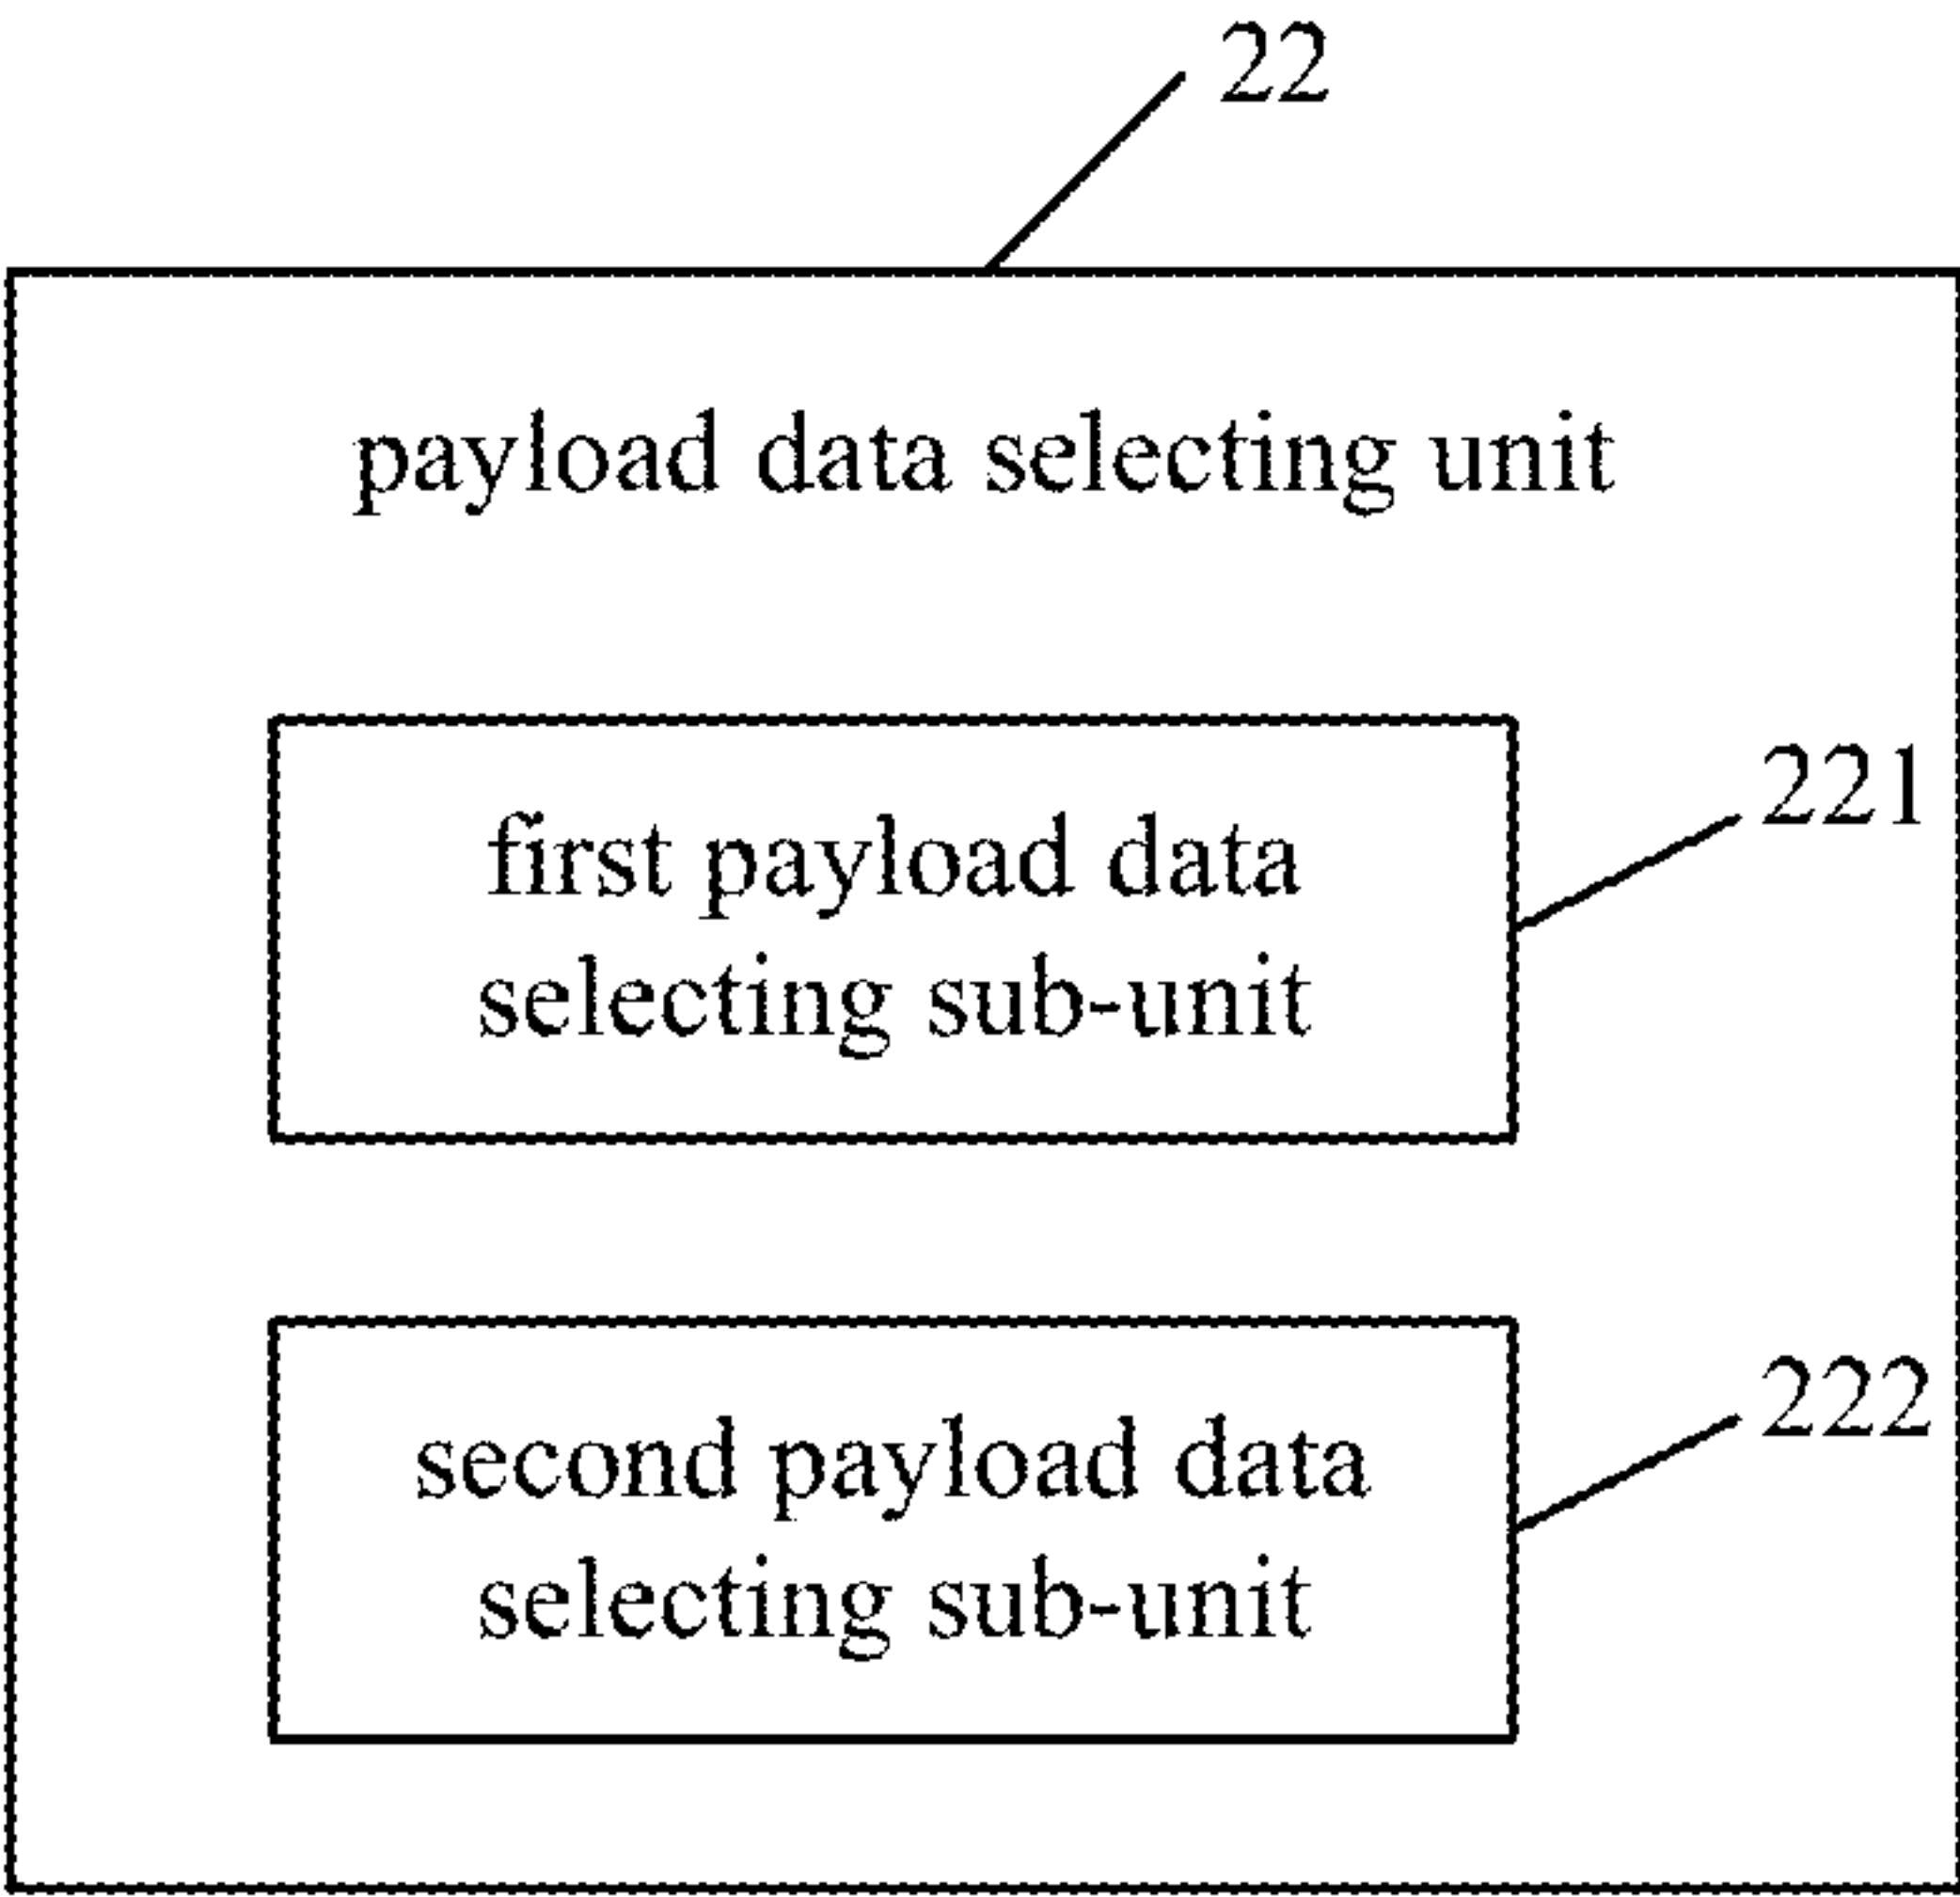 22
payload data selecting unit
first payload data
selecting sub-unit
221
second payload data
selecting sub-unit
222